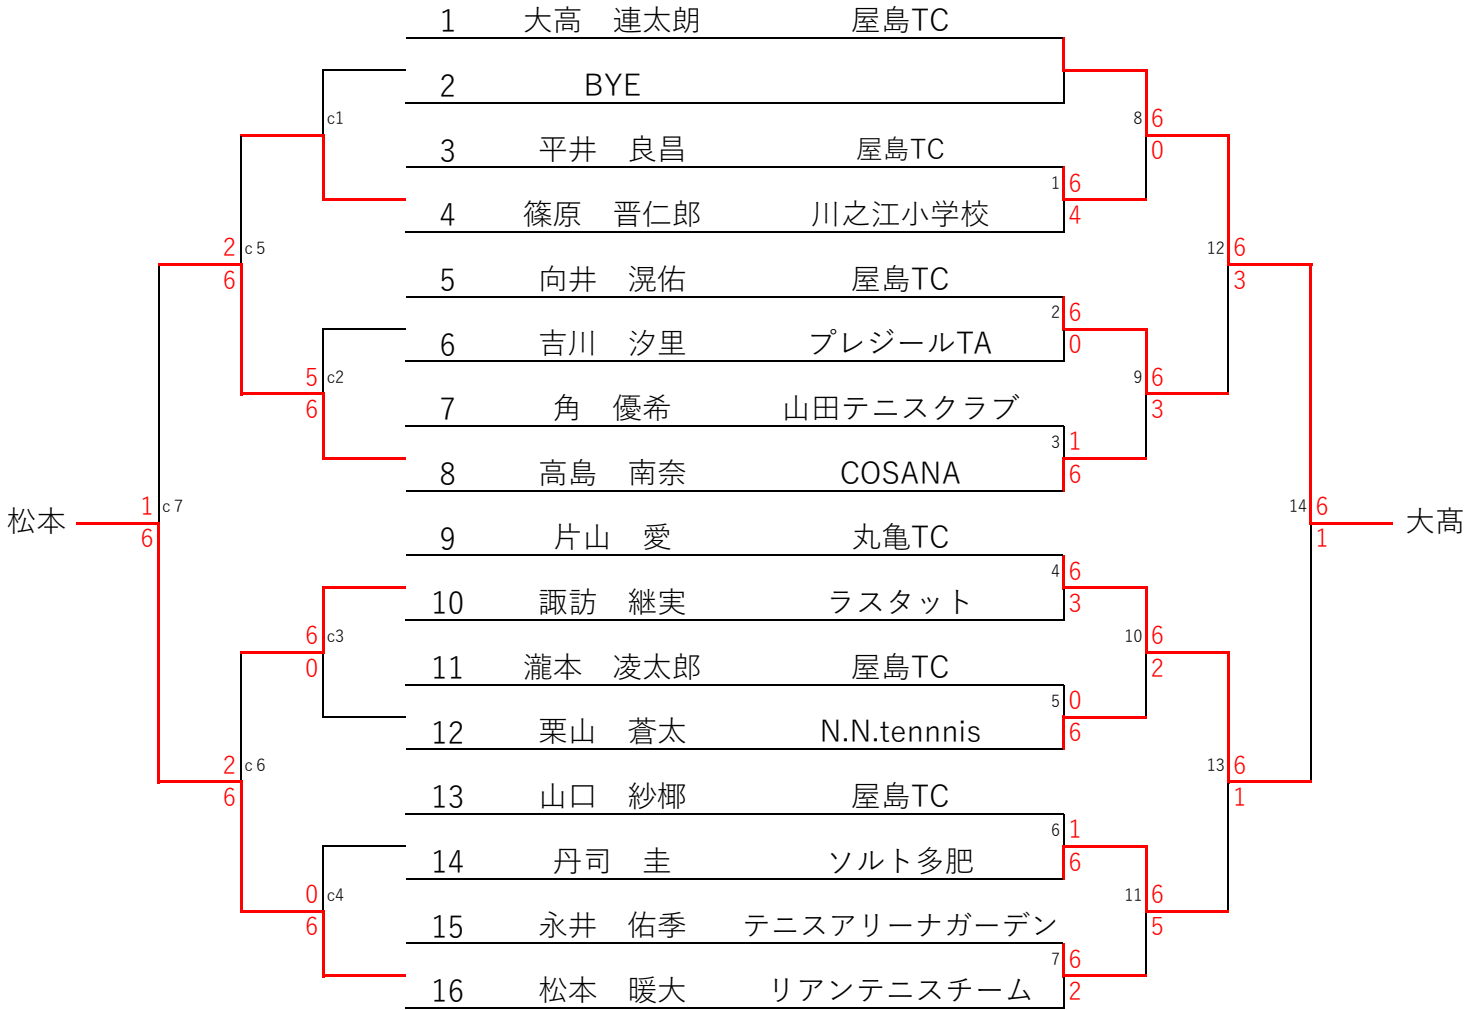 1 大高 連太朗 屋島TC
2 BYE
c1
8 6
0
3 平井 良昌 屋島TC
1 6
4 篠原 晋仁郎 川之江小学校
4
2 c 5
6
12 6
3
5 向井 滉佑 屋島TC
2 6
6 吉川 汐里 プレジールTA
0
5 c2
6
9 6
3
7 角 優希 山田テニスクラブ
3 1
8 高島 南奈 COSANA
6
松本
1 c 7
6
14 6
1
大髙
9 片山 愛 丸亀TC
4 6
10 諏訪 継実 ラスタット
3
6 c3
0
10 6
2
11 瀧本 凌太郎 屋島TC
5 0
12 栗山 蒼太 N.N.tennnis
6
2 c 6
6
13 6
1
13 山口 紗椰 屋島TC
6 1
14 丹司 圭 ソルト多肥
6
0 c4
6
11 6
5
15 永井 佑季 テニスアリーナガーデン
7 6
16 松本 暖大 リアンテニスチーム
2